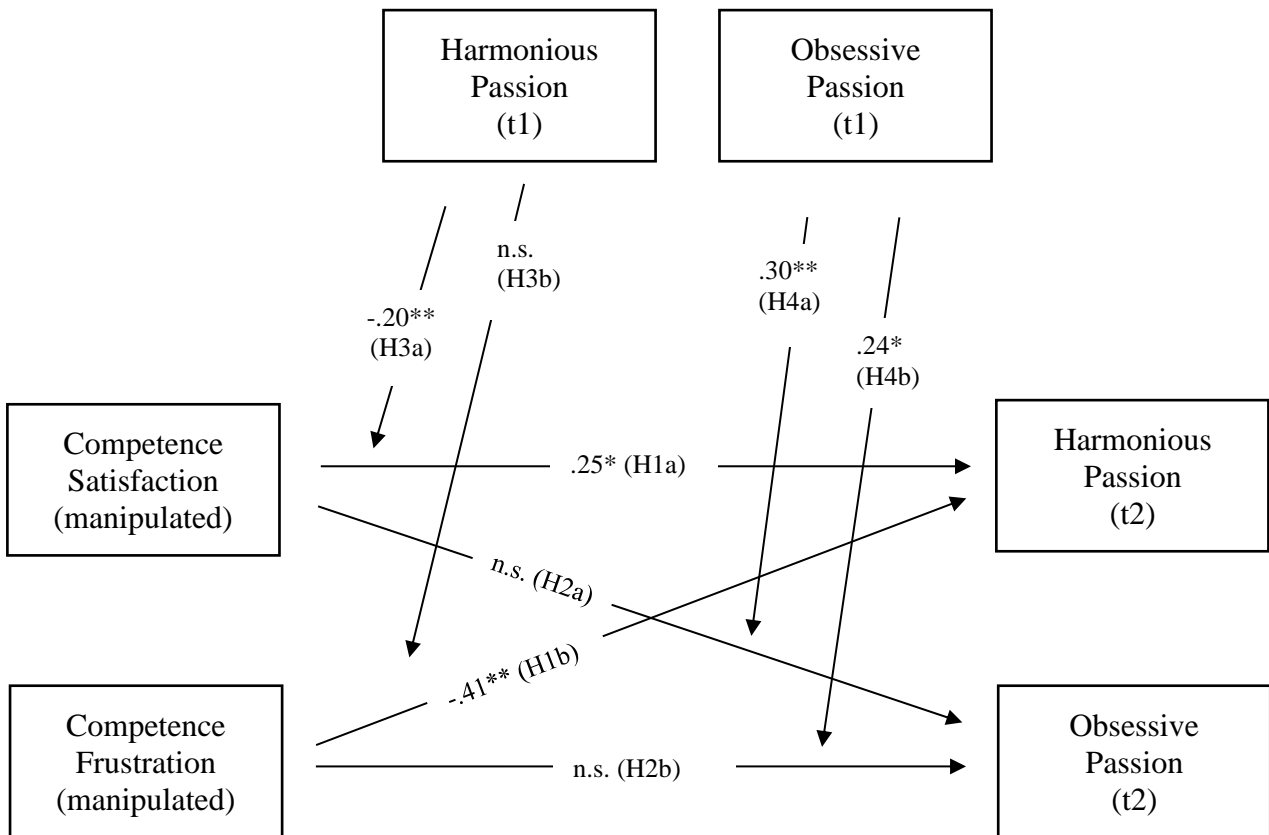 Harmonious
Passion
(t1)
Obsessive
Passion
(t1)
n.s.
(H3b)
.30**
(H4a)
-.20**
(H3a)
.24*
(H4b)
Competence
Satisfaction
(manipulated)
.25* (H1a)
Harmonious
Passion
(t2)
n.s. (H2a)
-.41** (H1b)
Competence
Frustration
(manipulated)
n.s. (H2b)
Obsessive
Passion
(t2)